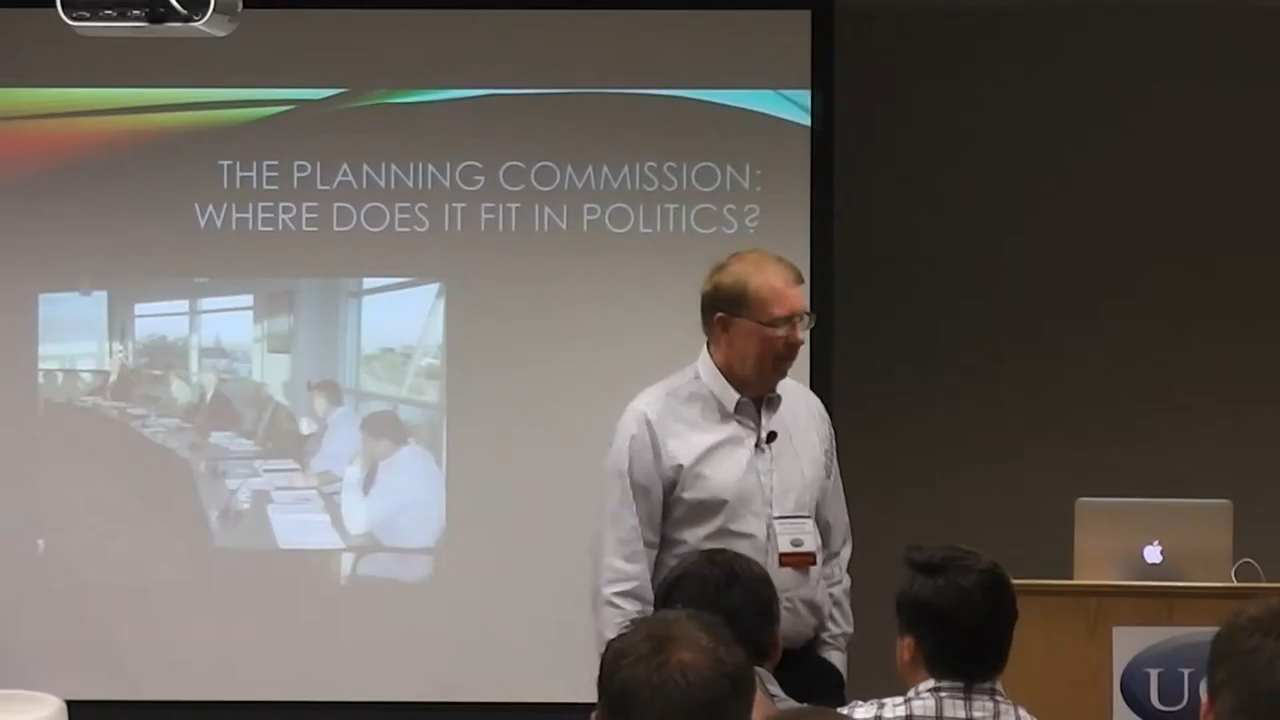 THE PLANNING COMMISSION:
WHERE DOES IT FIT IN POLITICS?